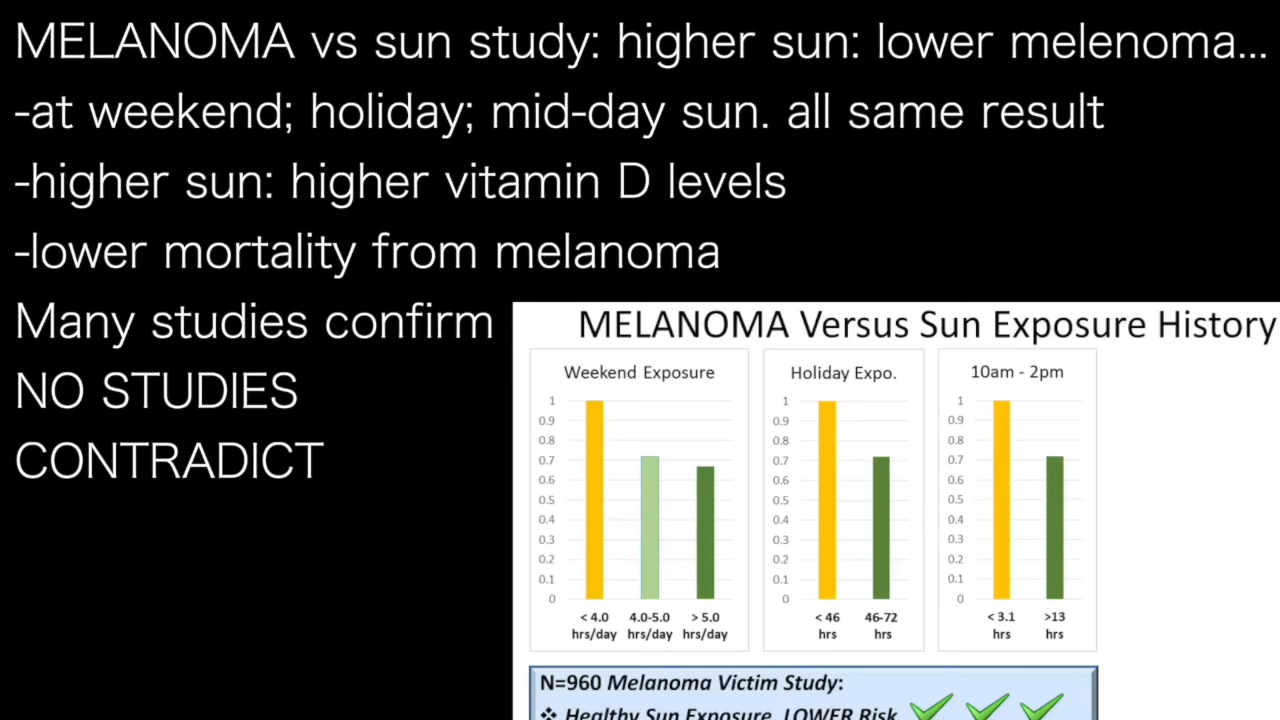 MELANOMA vs sun study: higher sun: lower melenoma...
-at weekend; holiday; mid-day sun. all same result
-higher sun: higher vitamin D levels
-lower mortality from melanoma
Many studies confirm
NO STUDIES
CONTRADICT
MELANOMA Versus Sun Exposure History
Weekend Exposure
1
0.9
0.8
0.7
0.6
0.5
0.4
0.3
0.2
0.1
0
< 4.0 4.0-5.0 > 5.0
hrs/day hrs/day hrs/day
Holiday Expo.
1
0.9
0.8
0.7
0.6
0.5
0.4
0.3
0.2
0.1
0
< 46 46-72
hrs hrs
10am - 2pm
1
0.9
0.8
0.7
0.6
0.5
0.4
0.3
0.2
0.1
0
< 3.1 >13
hrs hrs
N=960 Melanoma Victim Study:
❖ Healthy Sun Exposure, LOWER Risk